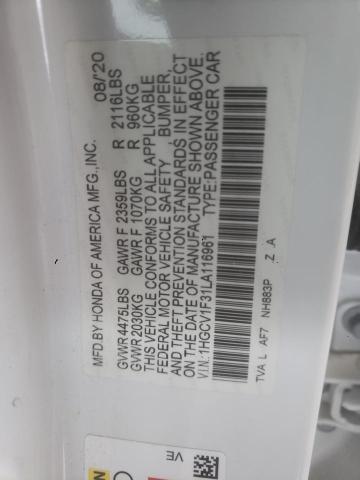 MFD.BY HONDA OF AMERICA MFG.,INC. 08/'20
GVWR 4475LBS GAWR F 2359LBS R 2116LBS
GVWR 2030KG GAWR F 1070KG R 960KG
THIS VEHICLE CONFORMS TO ALL APPLICABLE
FEDERAL MOTOR VEHICLE SAFETY BUMPER,
AND THEFT PREVENTION STANDARDS IN EFFECT
ON THE DATE OF MANUFACTURE SHOWN ABOVE.
V.I.N.:1HGCV1F31LA116961 TYPE:PASSENGER CAR
TVA L AF7 NH883P Z A
VE